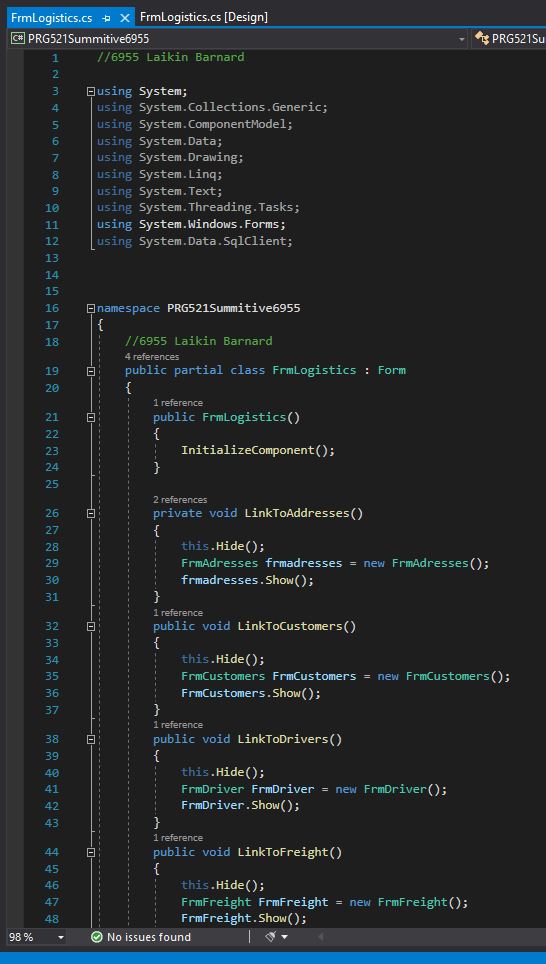 FrmLogistics.cs FrmLogistics.cs [Design]
C# PRG521Summitive6955 PRG521Su
1 //6955 Laikin Barnard
2
3 using System;
4 using System.Collections.Generic;
5 using System.ComponentModel;
6 using System.Data;
7 using System.Drawing;
8 using System.Linq;
9 using System.Text;
10 using System.Threading.Tasks;
11 using System.Windows.Forms;
12 using System.Data.SqlClient;
13
14
15
16 namespace PRG521Summitive6955
17 {
18 //6955 Laikin Barnard
4 references
19 public partial class FrmLogistics : Form
20 {
1 reference
21 public FrmLogistics()
22 {
23 InitializeComponent();
24 }
25
2 references
26 private void LinkToAddresses()
27 {
28 this.Hide();
29 FrmAdresses frmadresses = new FrmAdresses();
30 frmadresses.Show();
31 }
1 reference
32 public void LinkToCustomers()
33 {
34 this.Hide();
35 FrmCustomers FrmCustomers = new FrmCustomers();
36 FrmCustomers.Show();
37 }
1 reference
38 public void LinkToDrivers()
39 {
40 this.Hide();
41 FrmDriver FrmDriver = new FrmDriver();
42 FrmDriver.Show();
43 }
1 reference
44 public void LinkToFreight()
45 {
46 this.Hide();
47 FrmFreight FrmFreight = new FrmFreight();
48 FrmFreight.Show();
98 % No issues found